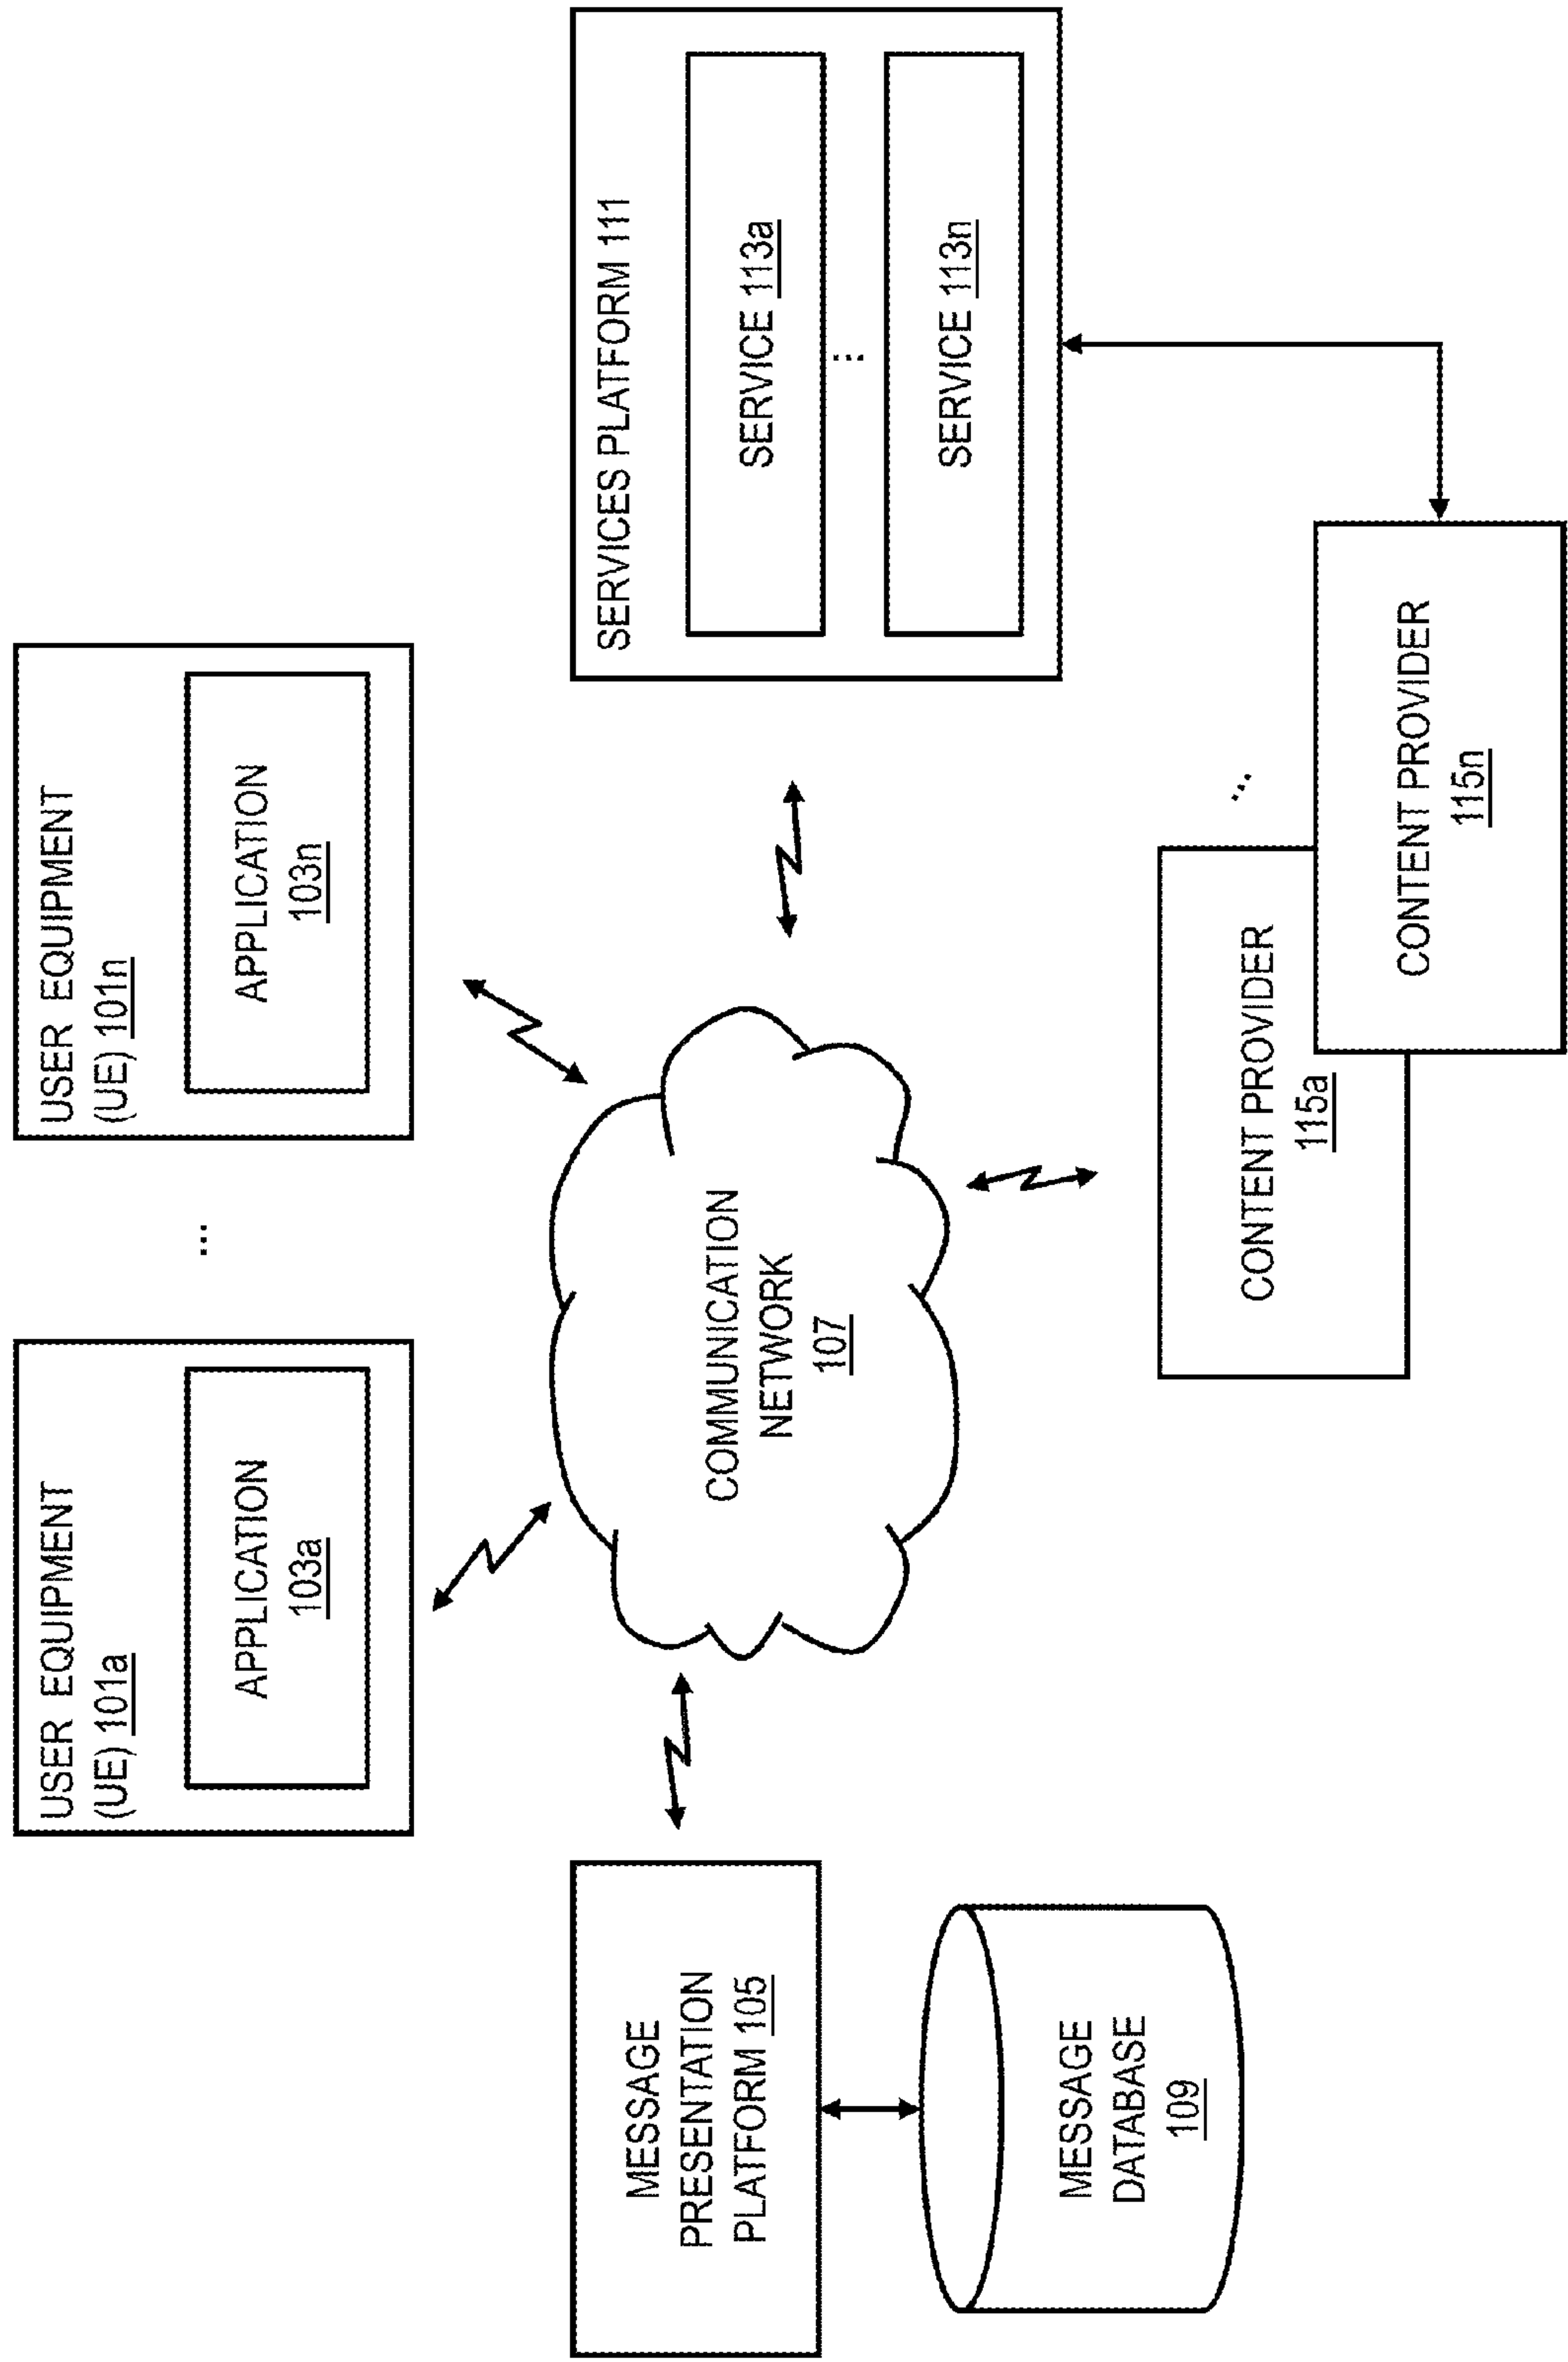 USER EQUIPMENT
(UE) 101a
APPLICATION
103a
...
USER EQUIPMENT
(UE) 101n
APPLICATION
103n
MESSAGE
PRESENTATION
PLATFORM 105
MESSAGE
DATABASE
109
COMMUNICATION
NETWORK
107
SERVICES PLATFORM 111
SERVICE 113a
...
SERVICE 113n
CONTENT PROVIDER
115a
...
CONTENT PROVIDER
115n